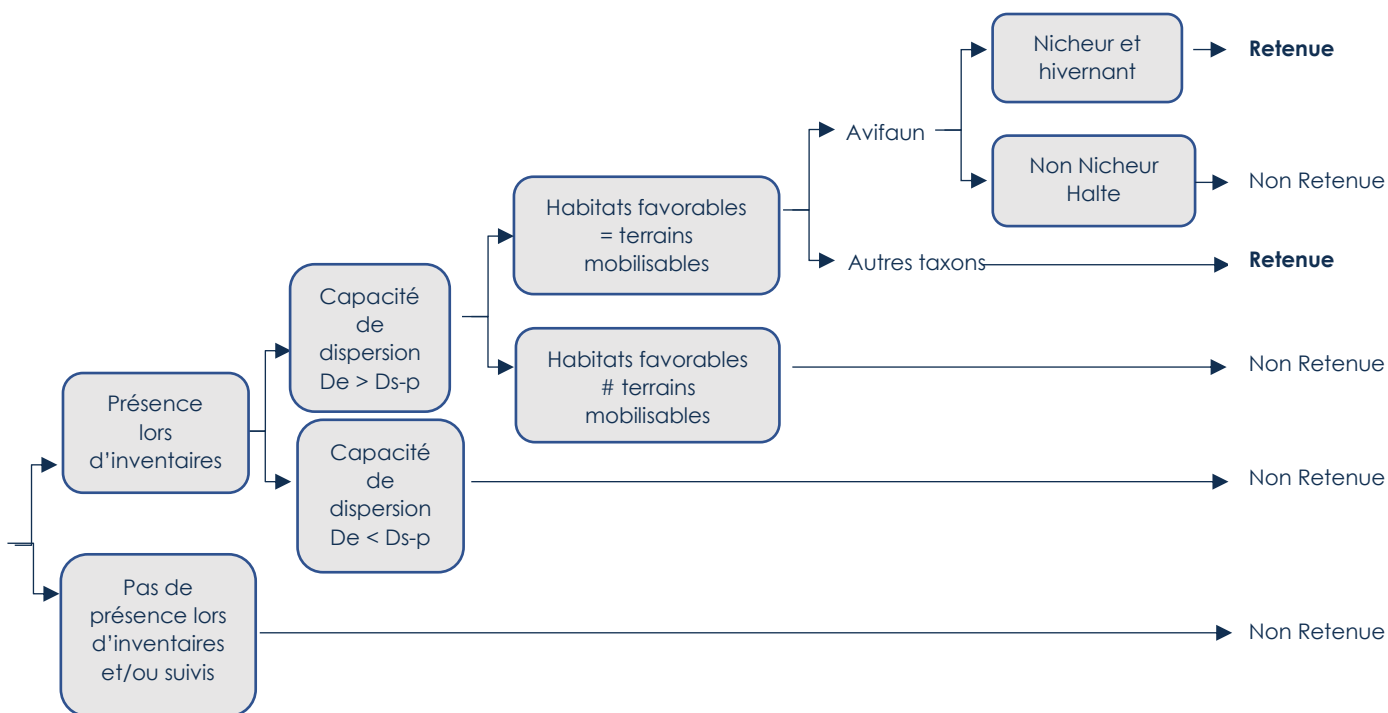 Nicheur et
hivernant
Retenue
Avifaun
Non Nicheur
Halte
Non Retenue
Habitats favorables
= terrains
mobilisables
Autres taxons
Retenue
Capacité
de
dispersion
De > Ds-p
Habitats favorables
# terrains
mobilisables
Non Retenue
Présence
lors
d’inventaires
Capacité
de
dispersion
De < Ds-p
Non Retenue
Pas de
présence lors
d’inventaires
et/ou suivis
Non Retenue